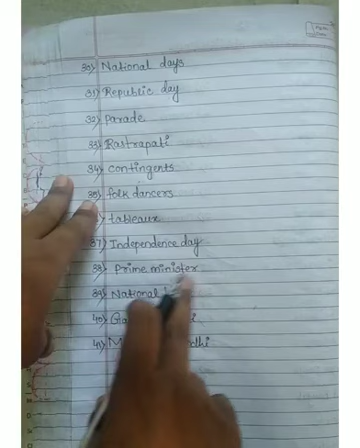 30) National days
31) Republic day
32) Parade
33) Rastrapati
34) contingents
35) folk dancers
tableaux
37) Independence day
38) Prime minister
39) National
40)
41)